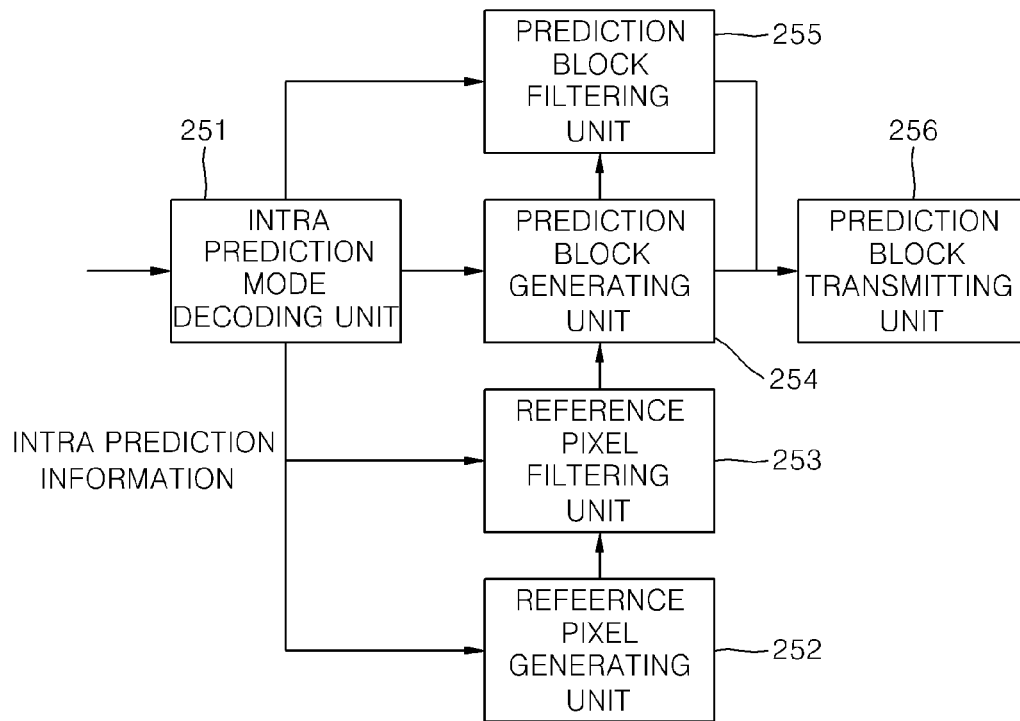 PREDICTION
BLOCK
FILTERING
UNIT
255
251
256
INTRA
PREDICTION
MODE
DECODING UNIT
PREDICTION
BLOCK
GENERATING
UNIT
PREDICTION
BLOCK
TRANSMITTING
UNIT
254
INTRA PREDICTION
INFORMATION
REFERENCE
PIXEL
FILTERING
UNIT
253
REFEERNCE
PIXEL
GENERATING
UNIT
252